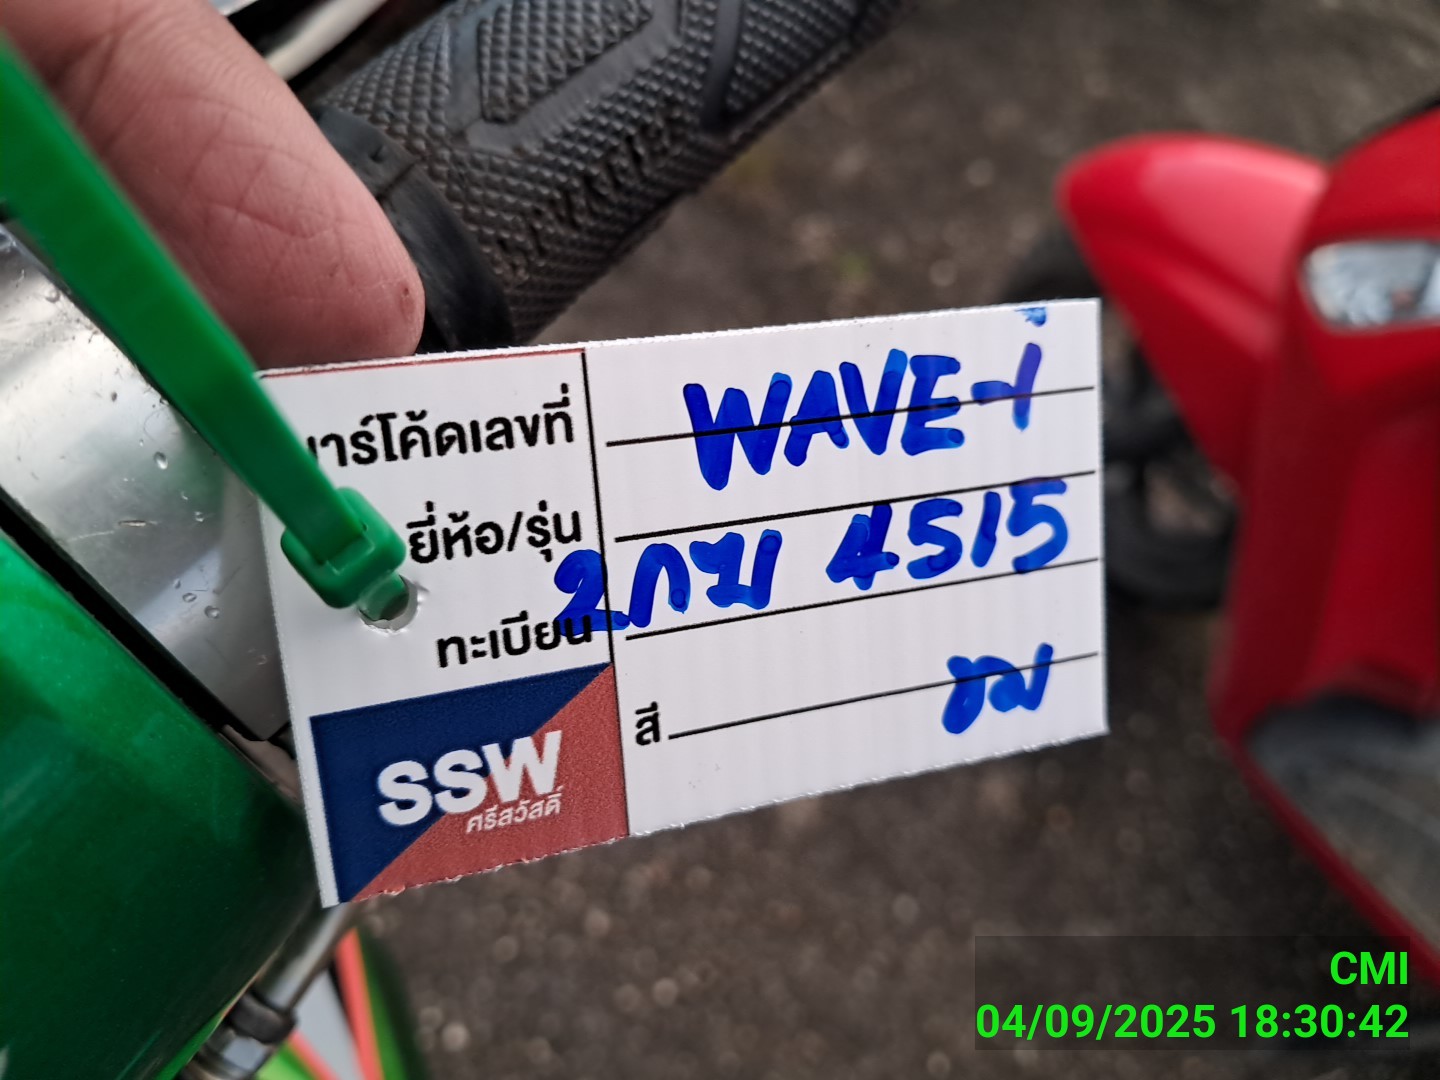 บาร์โค้ดเลขที่
WAVE-i
ยี่ห้อ/รุ่น
ทะเบียน 2กข 4515
สี ชม
SSW
ศรีสวัสดิ์
CMI
04/09/2025 18:30:42